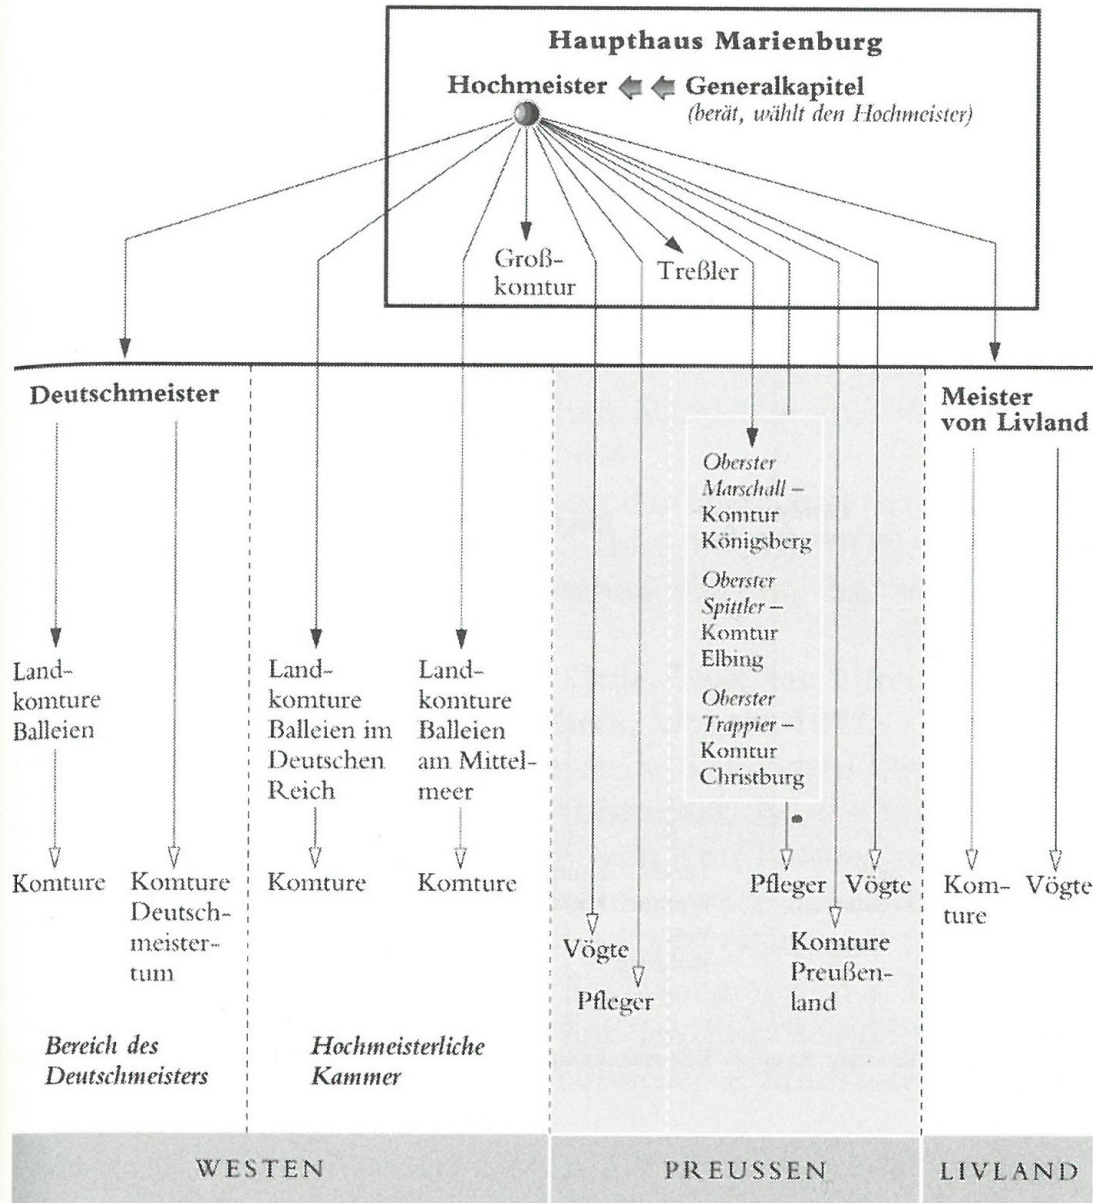 Haupthaus Marienburg
Hochmeister
Generalkapitel
(berät, wählt den Hochmeister)
Groß-
komtur
Treßler
Deutschmeister
Land-
komture
Balleien
Komture
Komture
Deutsch-
meister-
tum
Bereich des
Deutschmeisters
Land-
komture
Balleien im
Deutschen
Reich
Komture
Land-
komture
Balleien
am Mittel-
meer
Komture
Hochmeisterliche
Kammer
Vögte
Pfleger
Oberster
Marschall –
Komtur
Königsberg
Oberster
Spittler –
Komtur
Elbing
Oberster
Trappier –
Komtur
Christburg
Pfleger
Vögte
Komture
Preußen-
land
Meister
von Livland
Kom-
ture
Vögte
WESTEN
PREUSSEN
LIVLAND